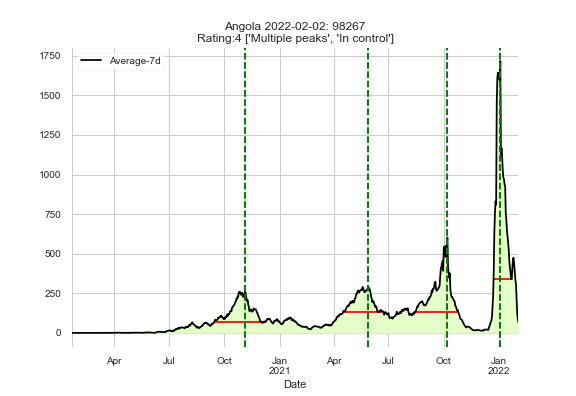 Angola 2022-02-02: 98267
Rating:4 ['Multiple peaks', 'In control']
Average-7d
1750
1500
1250
1000
750
500
250
0
Apr
Jul
Oct
Jan
2021
Apr
Jul
Oct
Jan
2022
Date